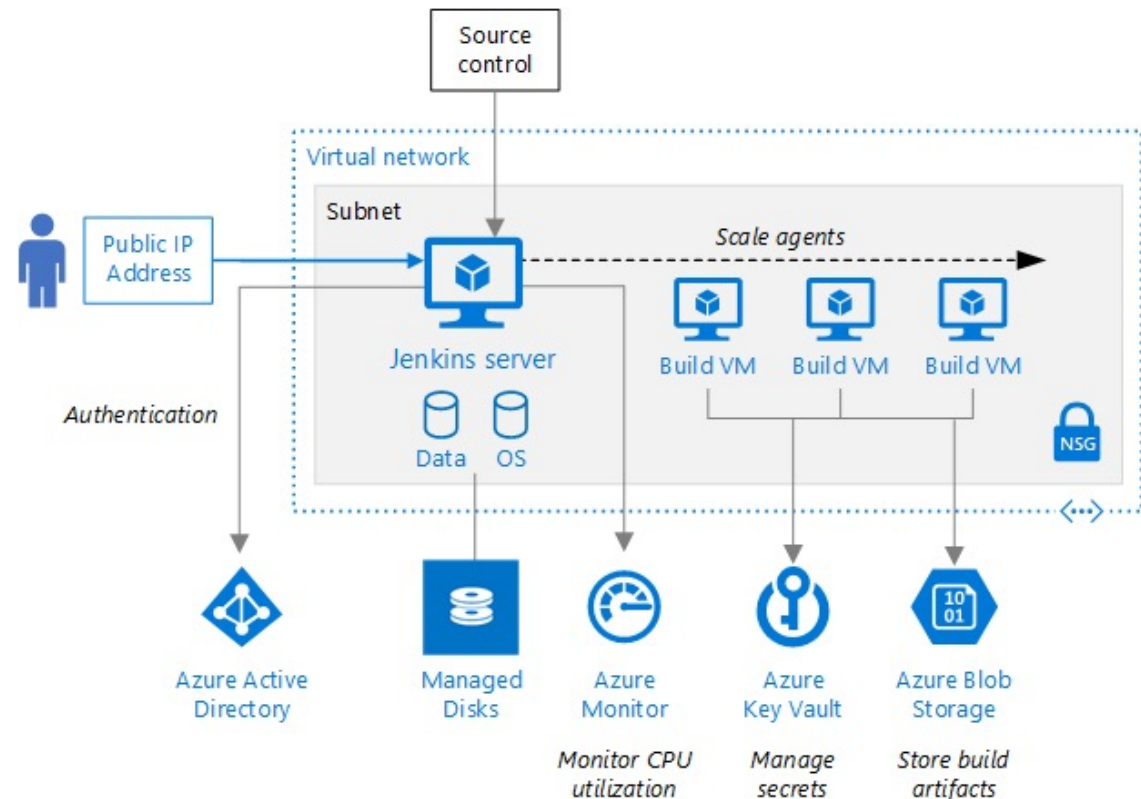 Source
control
Virtual network
Subnet
Public IP
Address
Scale agents
Jenkins server
Build VM
Build VM
Build VM
Authentication
Data
OS
NSG
10
01
Azure Active
Directory
Managed
Disks
Azure
Monitor
Azure
Key Vault
Azure Blob
Storage
Monitor CPU
utilization
Manage
secrets
Store build
artifacts